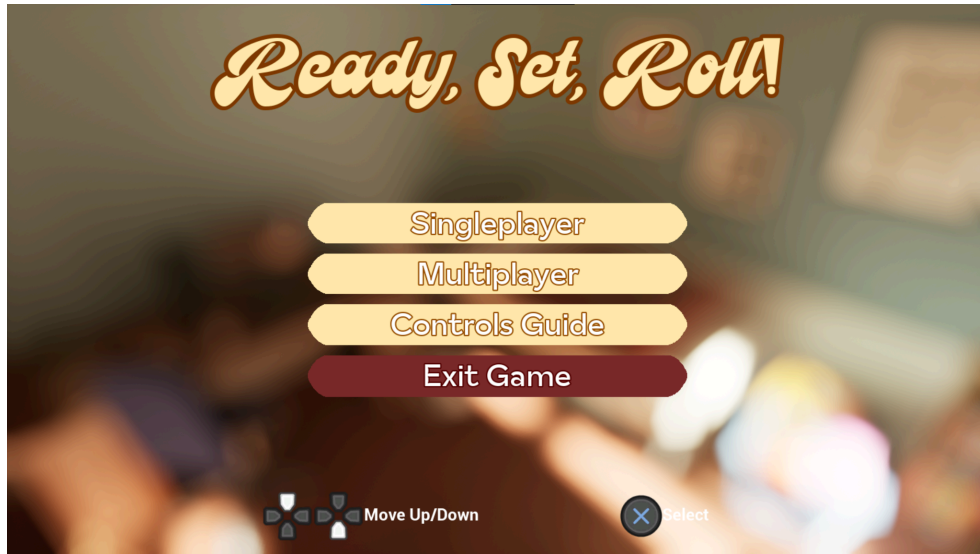 Ready, Set, Roll!
Singleplayer
Multiplayer
Controls Guide
Exit Game
Move Up/Down
Select